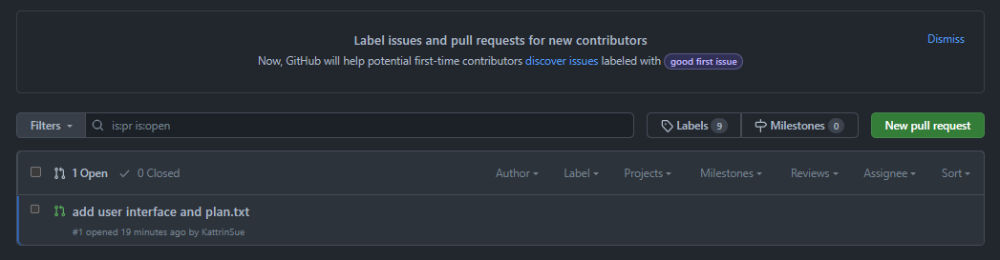 Label issues and pull requests for new contributors
Dismiss
Now, GitHub will help potential first-time contributors discover issues labeled with good first issue
Filters is:pr is:open Labels 9 Milestones 0 New pull request
1 Open 0 Closed Author Label Projects Milestones Reviews Assignee Sort
add user interface and plan.txt
#1 opened 19 minutes ago by KattrinSue